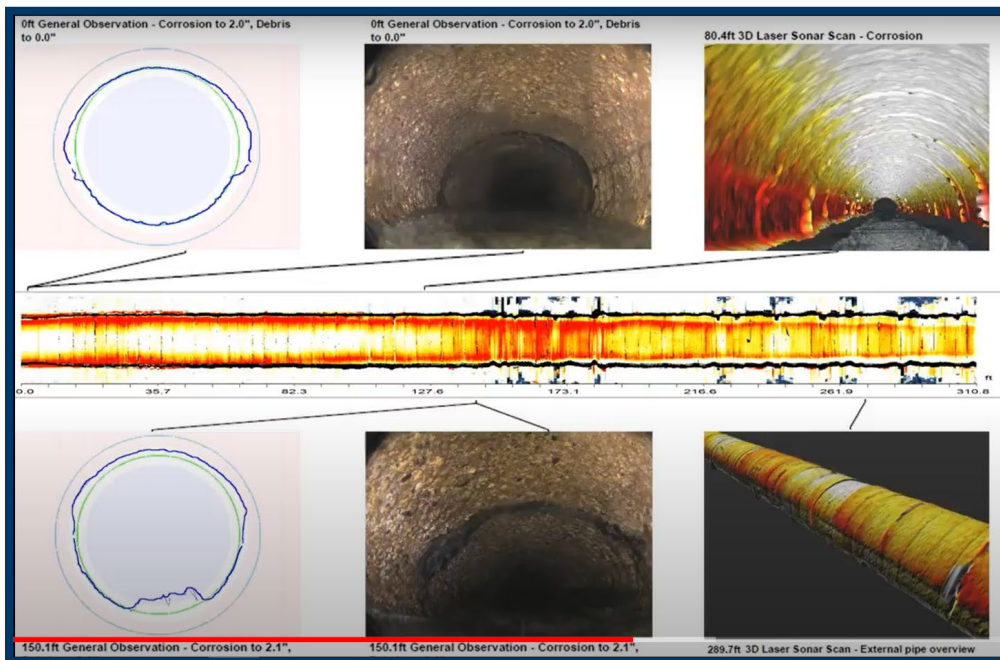 0ft General Observation - Corrosion to 2.0", Debris
to 0.0"
0ft General Observation - Corrosion to 2.0", Debris
to 0.0"
80.4ft 3D Laser Sonar Scan - Corrosion
ft
0.0 35.7 82.3 127.6 173.1 216.6 261.9 310.8
150.1ft General Observation - Corrosion to 2.1",
150.1ft General Observation - Corrosion to 2.1",
289.7ft 3D Laser Sonar Scan - External pipe overview